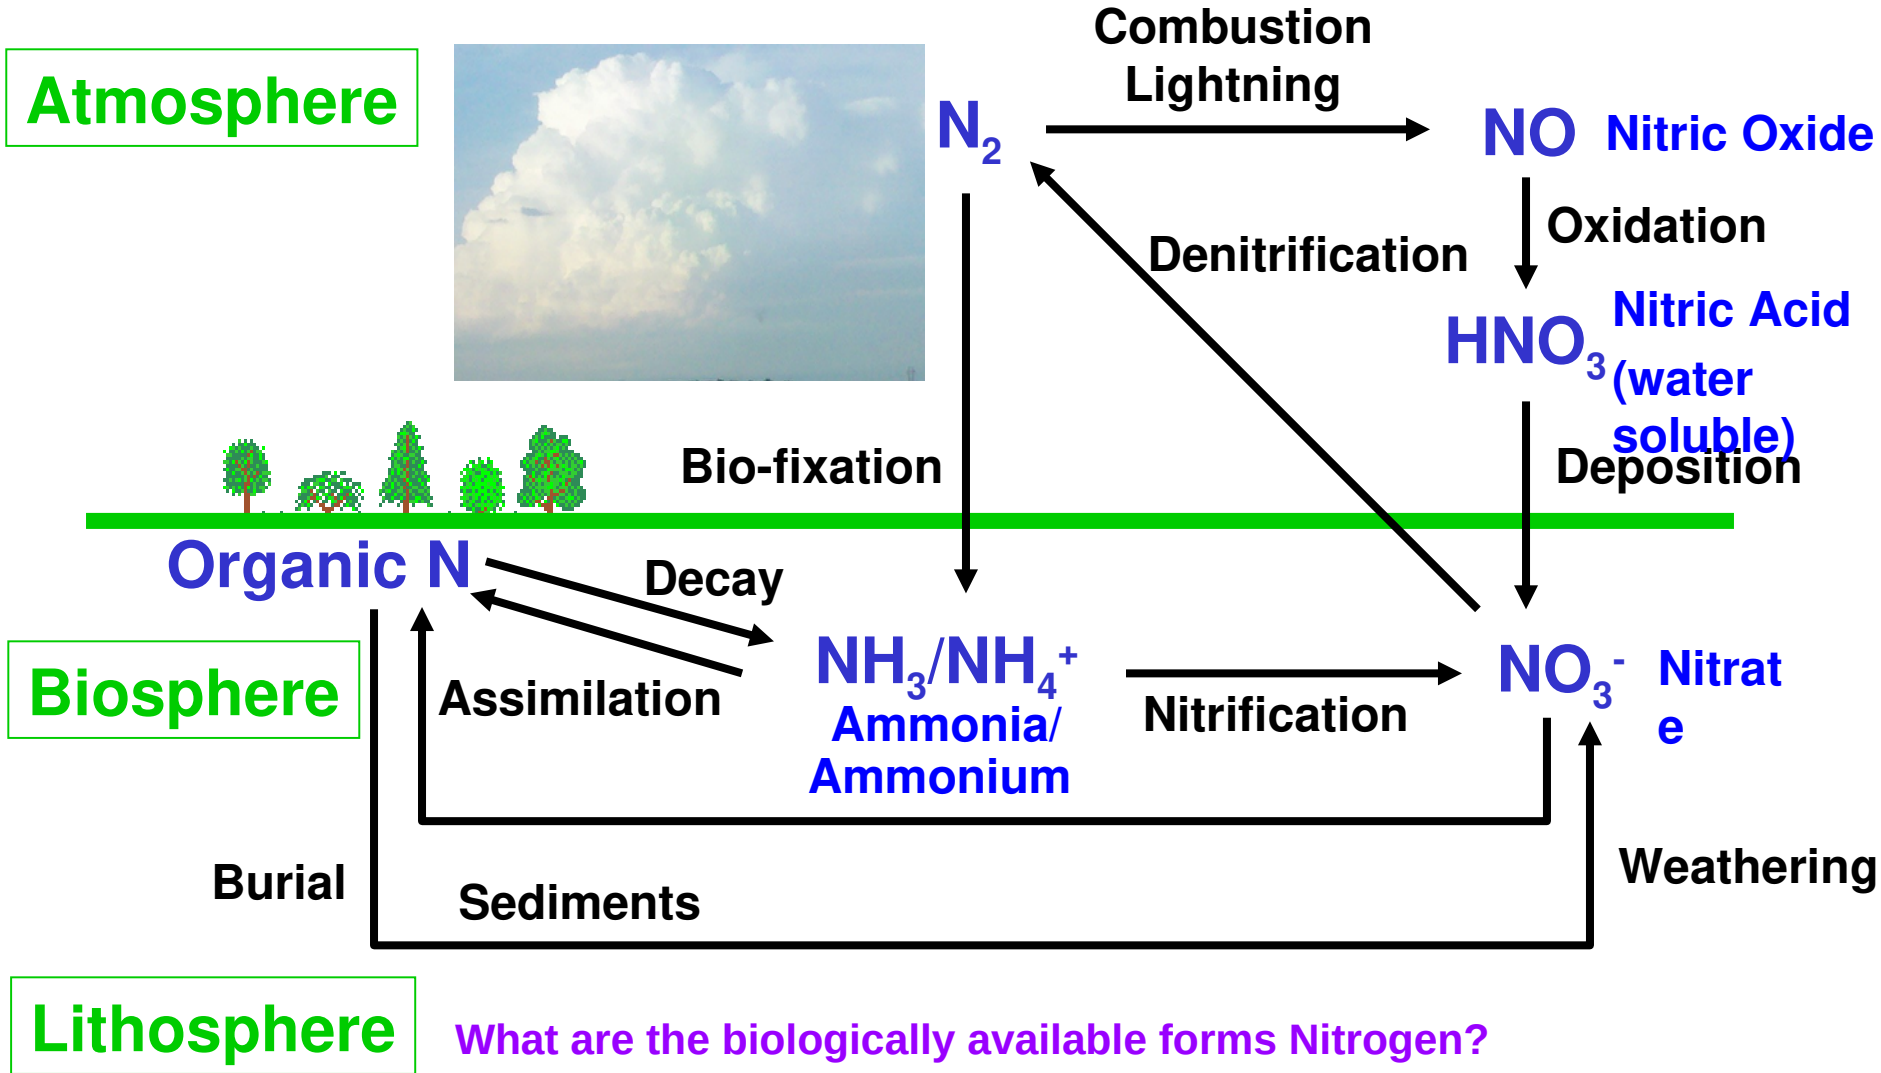 Combustion
Lightning
Atmosphere
N₂
NO Nitric Oxide
Oxidation
Denitrification
HNO₃ Nitric Acid
(water
soluble)
Bio-fixation
Deposition
Organic N
Decay
NH₃/NH₄⁺
Ammonia/
Ammonium
NO₃⁻ Nitrat
e
Biosphere
Assimilation
Nitrification
Burial
Sediments
Weathering
Lithosphere
What are the biologically available forms Nitrogen?